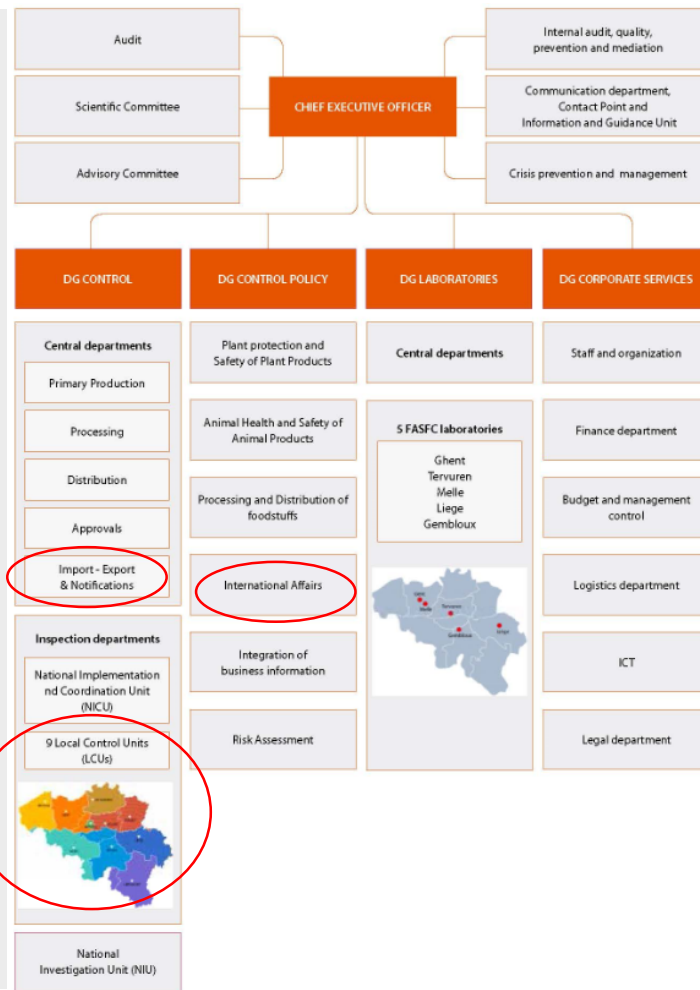 Audit
Scientific Committee
Advisory Committee
CHIEF EXECUTIVE OFFICER
Internal audit, quality,
prevention and mediation
Communication department,
Contact Point and
Information and Guidance Unit
Crisis prevention and management
DG CONTROL
Central departments
Primary Production
Processing
Distribution
Approvals
Import - Export
& Notifications
Inspection departments
National Implementation
nd Coordination Unit
(NICU)
9 Local Control Units
(LCUs)
National
Investigation Unit (NIU)
DG CONTROL POLICY
Plant protection and
Safety of Plant Products
Animal Health and Safety of
Animal Products
Processing and Distribution of
foodstuffs
International Affairs
Integration of
business information
Risk Assessment
DG LABORATORIES
Central departments
5 FASFC laboratories
Ghent
Tervuren
Melle
Liege
Gembloux
Melle
Tervuren
Gembloux
DG CORPORATE SERVICES
Staff and organization
Finance department
Budget and management
control
Logistics department
ICT
Legal department